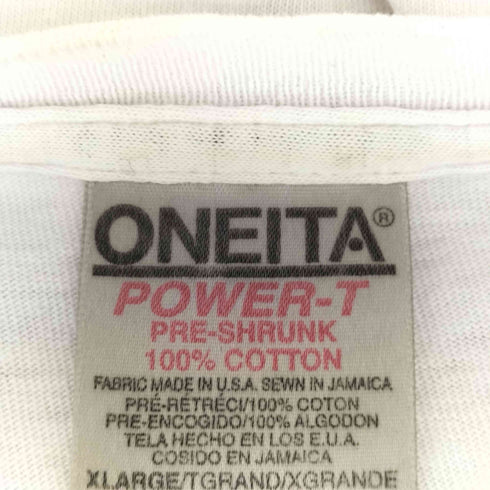 ONEITA®
POWER-T
PRE-SHRUNK
100% COTTON
FABRIC MADE IN U.S.A. SEWN IN JAMAICA
PRÉ-RÉTRÉCI/100% COTON
PRE-ENCOGIDO/100% ALGODON
TELA HECHO EN LOS E.U.A.
COSIDO EN JAMAICA
XLARGE/TGRAND/XGRANDE